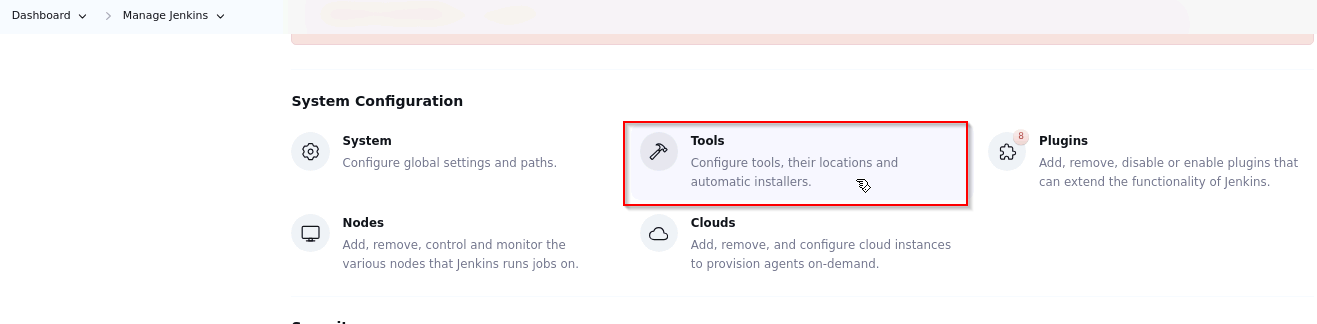 Dashboard
Manage Jenkins
System Configuration
System
Configure global settings and paths.
Tools
Configure tools, their locations and
automatic installers.
8
Plugins
Add, remove, disable or enable plugins that
can extend the functionality of Jenkins.
Nodes
Add, remove, control and monitor the
various nodes that Jenkins runs jobs on.
Clouds
Add, remove, and configure cloud instances
to provision agents on-demand.